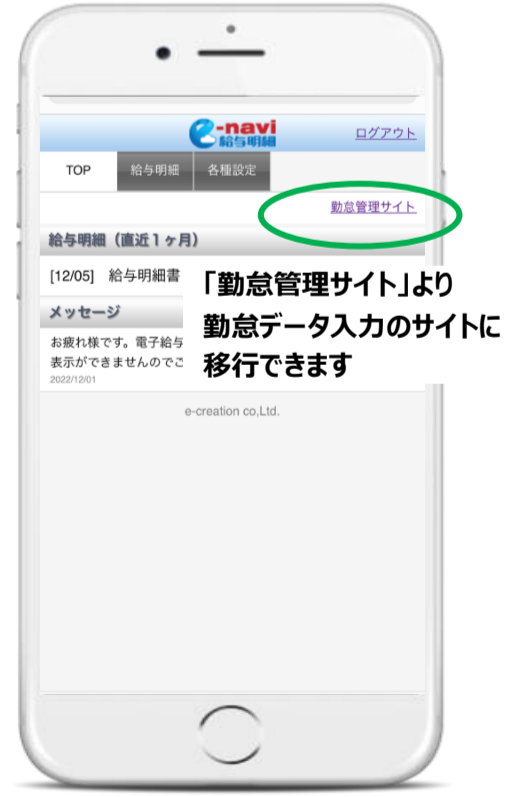 e-navi
給与明細
ログアウト
TOP 給与明細 各種設定
勤怠管理サイト
給与明細（直近1ヶ月）
[12/05] 給与明細書
メッセージ
お疲れ様です。電子給与
表示ができませんのでご
2022/12/01
「勤怠管理サイト」より
勤怠データ入力のサイトに
移行できます
e-creation co,Ltd.